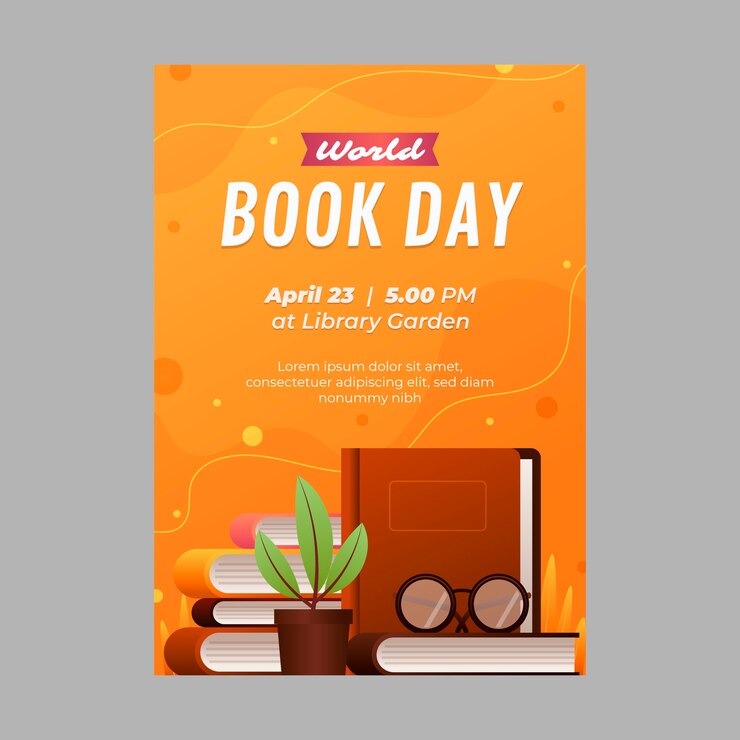 World
BOOK DAY
April 23 | 5.00 PM
at Library Garden
Lorem ipsum dolor sit amet,
consectetuer adipiscing elit, sed diam
nonummy nibh